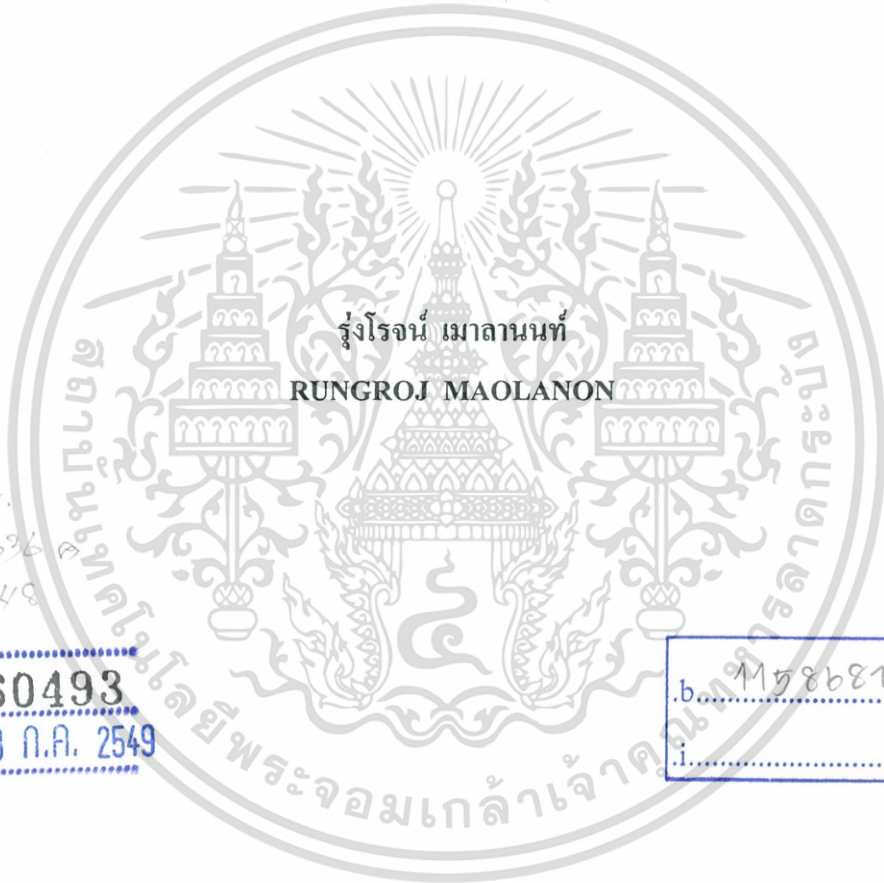 รุ่งโรจน์ เมาลานนท์
RUNGROJ MAOLANON
สถาบันเทคโนโลยีพระจอมเกล้าเจ้าคุณทหารลาดกระบัง
๔
60493
ก.ค. 2549
.b.
.i.